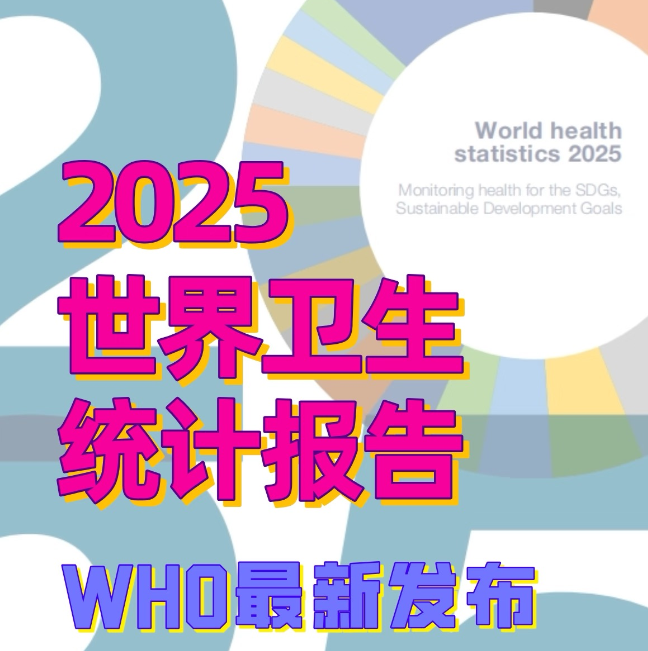 World health
statistics 2025
Monitoring health for the SDGs,
Sustainable Development Goals
2025
世界卫生
统计报告
WHO最新发布